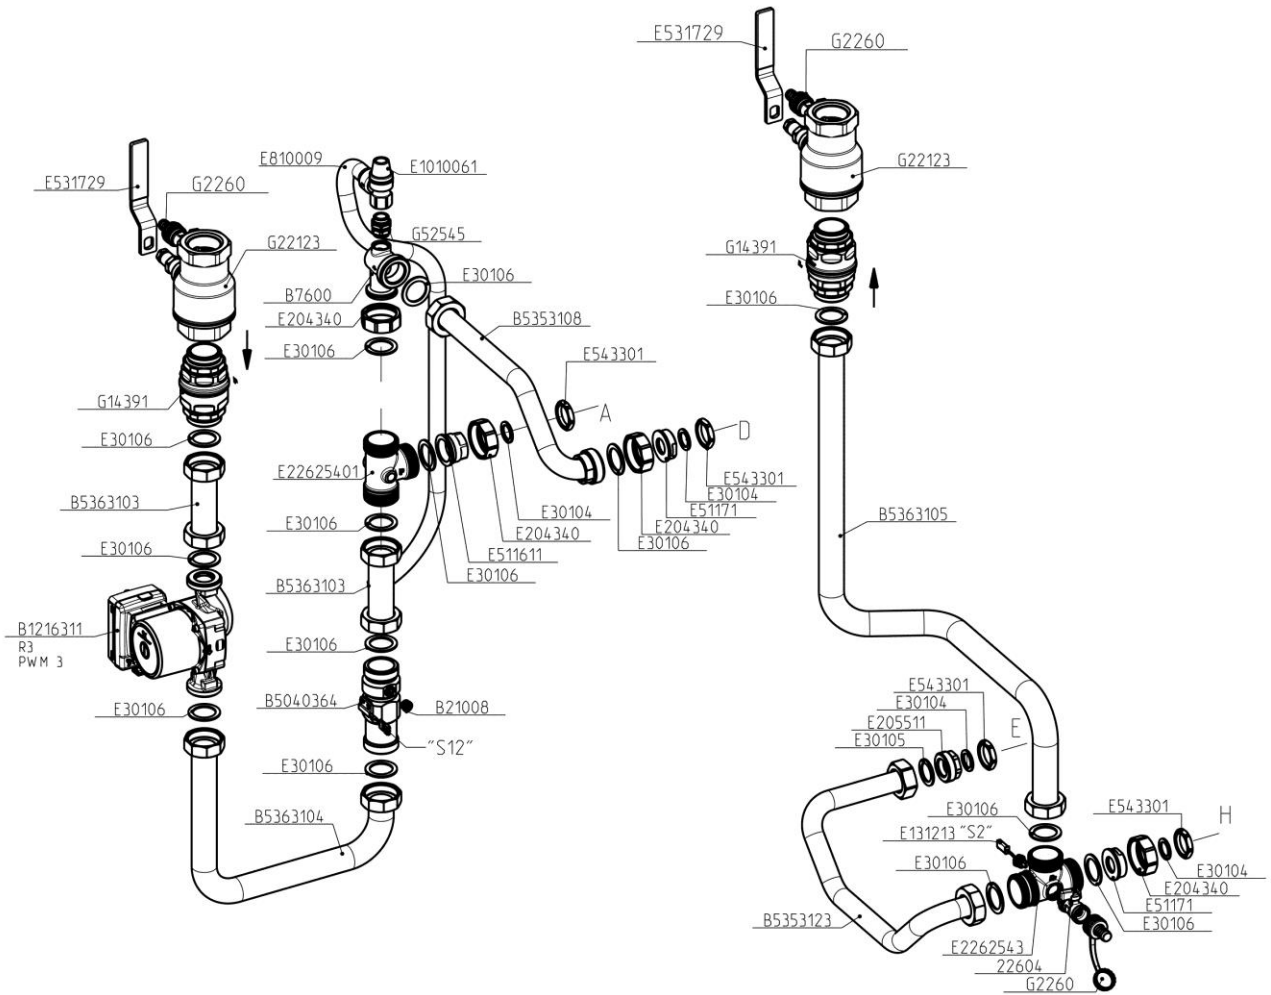 E531729
G2260
G22123
G14391
E30106
B5363103
E30106
B1216311
R3
PWM 3
E30106
B5363104
E810009
E1010061
G52545
E30106
B7600
E204340
E30106
B5353108
E543301
A
E22625401
E30106
B5363103
E30104
E204340
E511611
E30106
D
E543301
E30104
E51171
E204340
E30106
E30106
B5040364
B21008
"S12"
E30106
E531729
G2260
G22123
G14391
E30106
B5363105
E543301
E30104
E205511
E30105
E
E30106
E131213 "S2"
E30106
B5353123
E2262543
22604
G2260
E543301
H
E30104
E204340
E51171
E30106